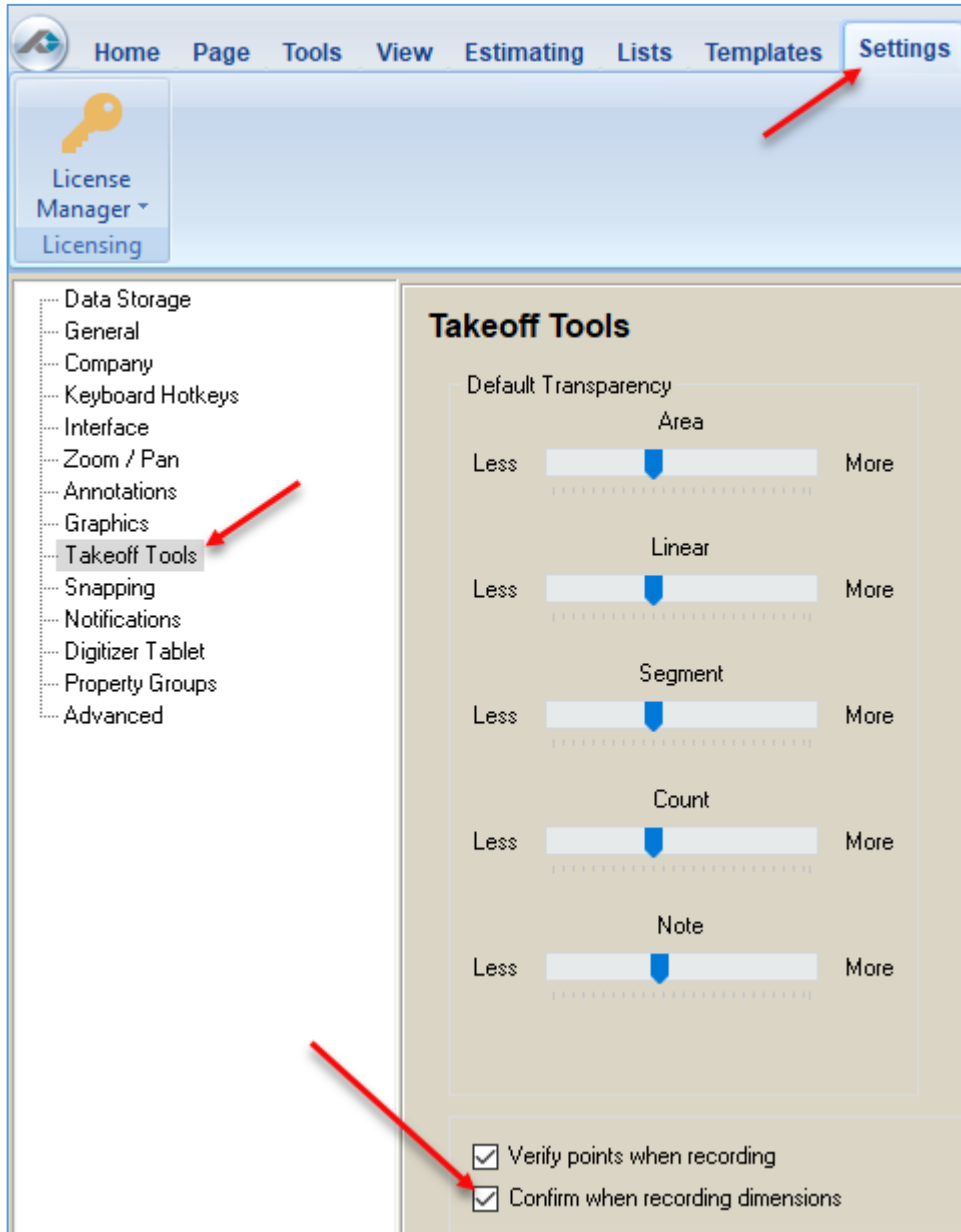 Home Page Tools View Estimating Lists Templates Settings
License
Manager
Licensing
Data Storage
General
Company
Keyboard Hotkeys
Interface
Zoom / Pan
Annotations
Graphics
Takeoff Tools
Snapping
Notifications
Digitizer Tablet
Property Groups
Advanced
Takeoff Tools
Default Transparency
Area
Less More
Linear
Less More
Segment
Less More
Count
Less More
Note
Less More
Verify points when recording
Confirm when recording dimensions